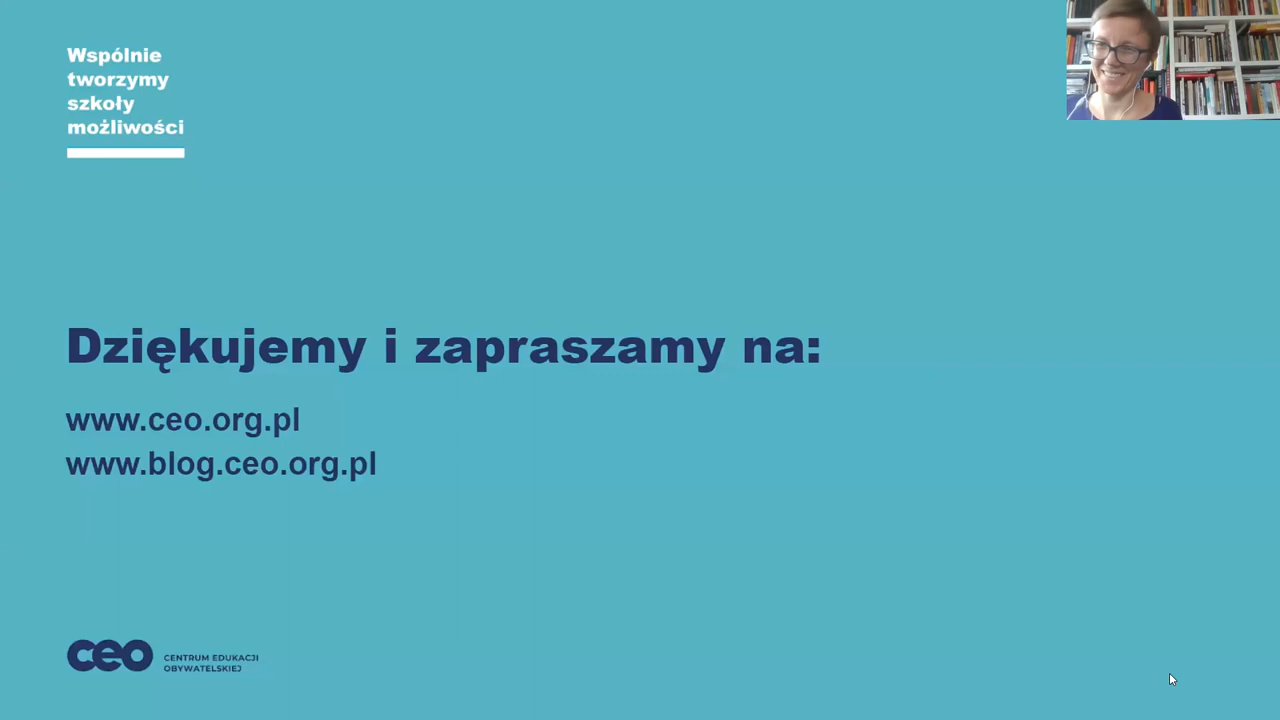 Wspólnie
tworzymy
szkoły
możliwości
Dziękujemy i zapraszamy na:
www.ceo.org.pl
www.blog.ceo.org.pl
ceo CENTRUM EDUKACJI
OBYWATELSKIEJ